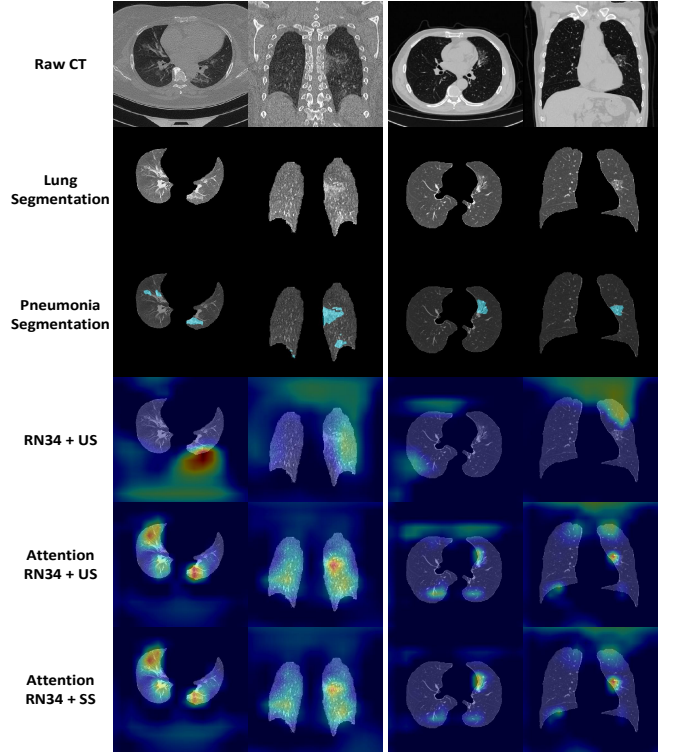 Raw CT
Lung
Segmentation
Pneumonia
Segmentation
RN34 + US
Attention
RN34 + US
Attention
RN34 + SS